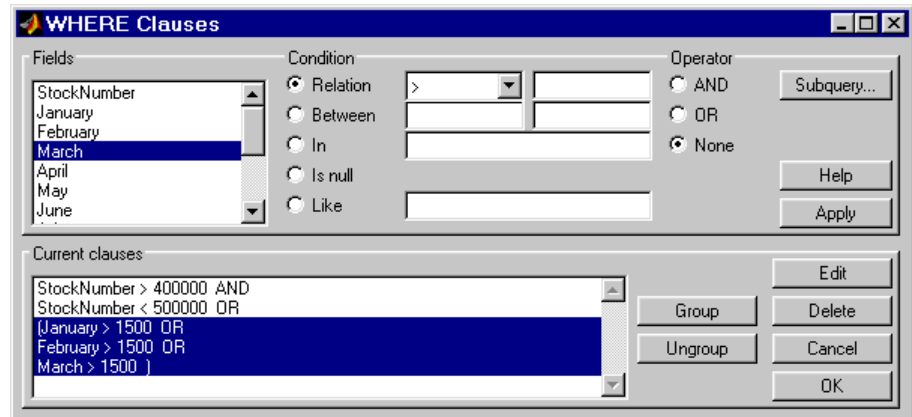 WHERE Clauses
Fields
StockNumber
January
February
March
April
May
June
Condition
Relation
>
Between
In
Is null
Like
Operator
AND
OR
None
Subquery...
Help
Apply
Current clauses
StockNumber > 400000 AND
StockNumber < 500000 OR
(January > 1500 OR
February > 1500 OR
March > 1500 )
Group
Ungroup
Edit
Delete
Cancel
OK